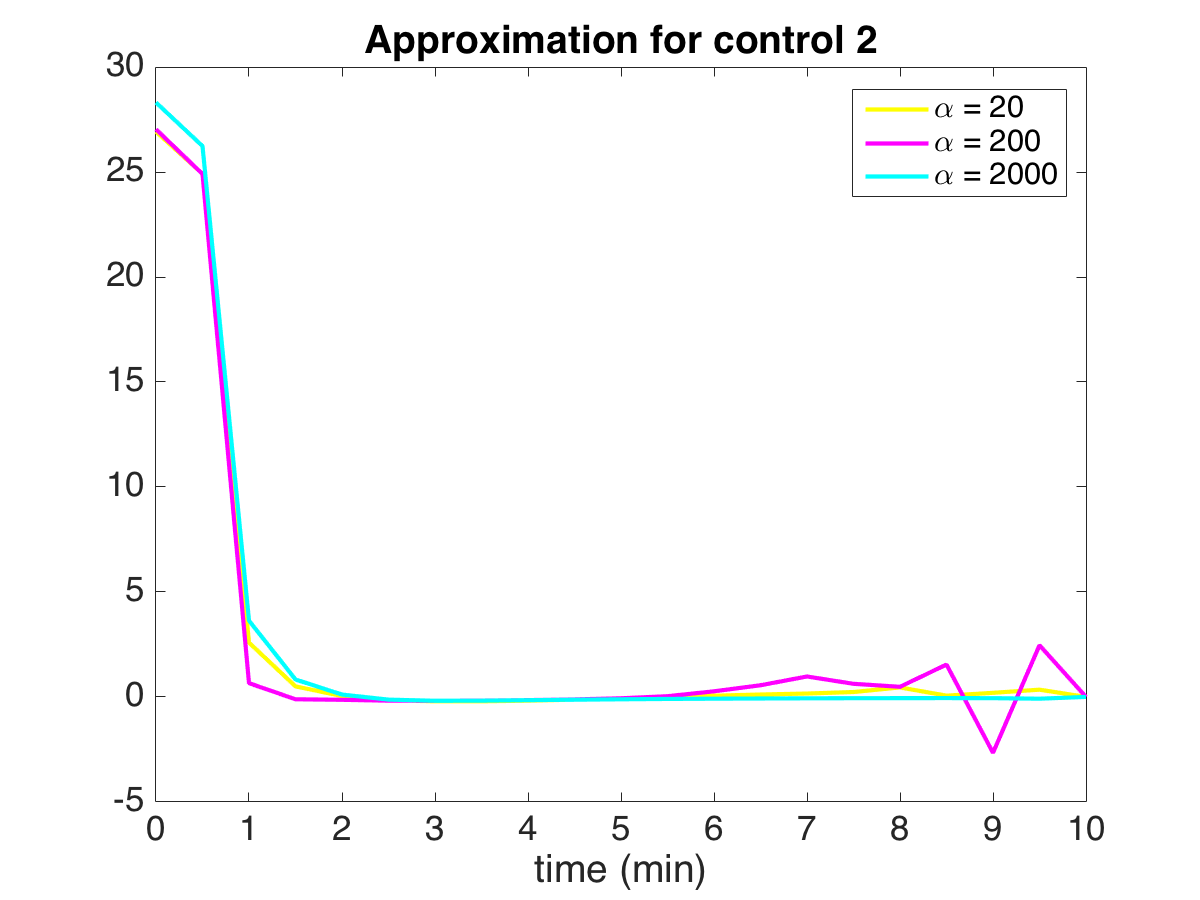 Approximation for control 2
30
25
20
15
10
5
0
-5
α = 20
α = 200
α = 2000
0 1 2 3 4 5 6 7 8 9 10
time (min)